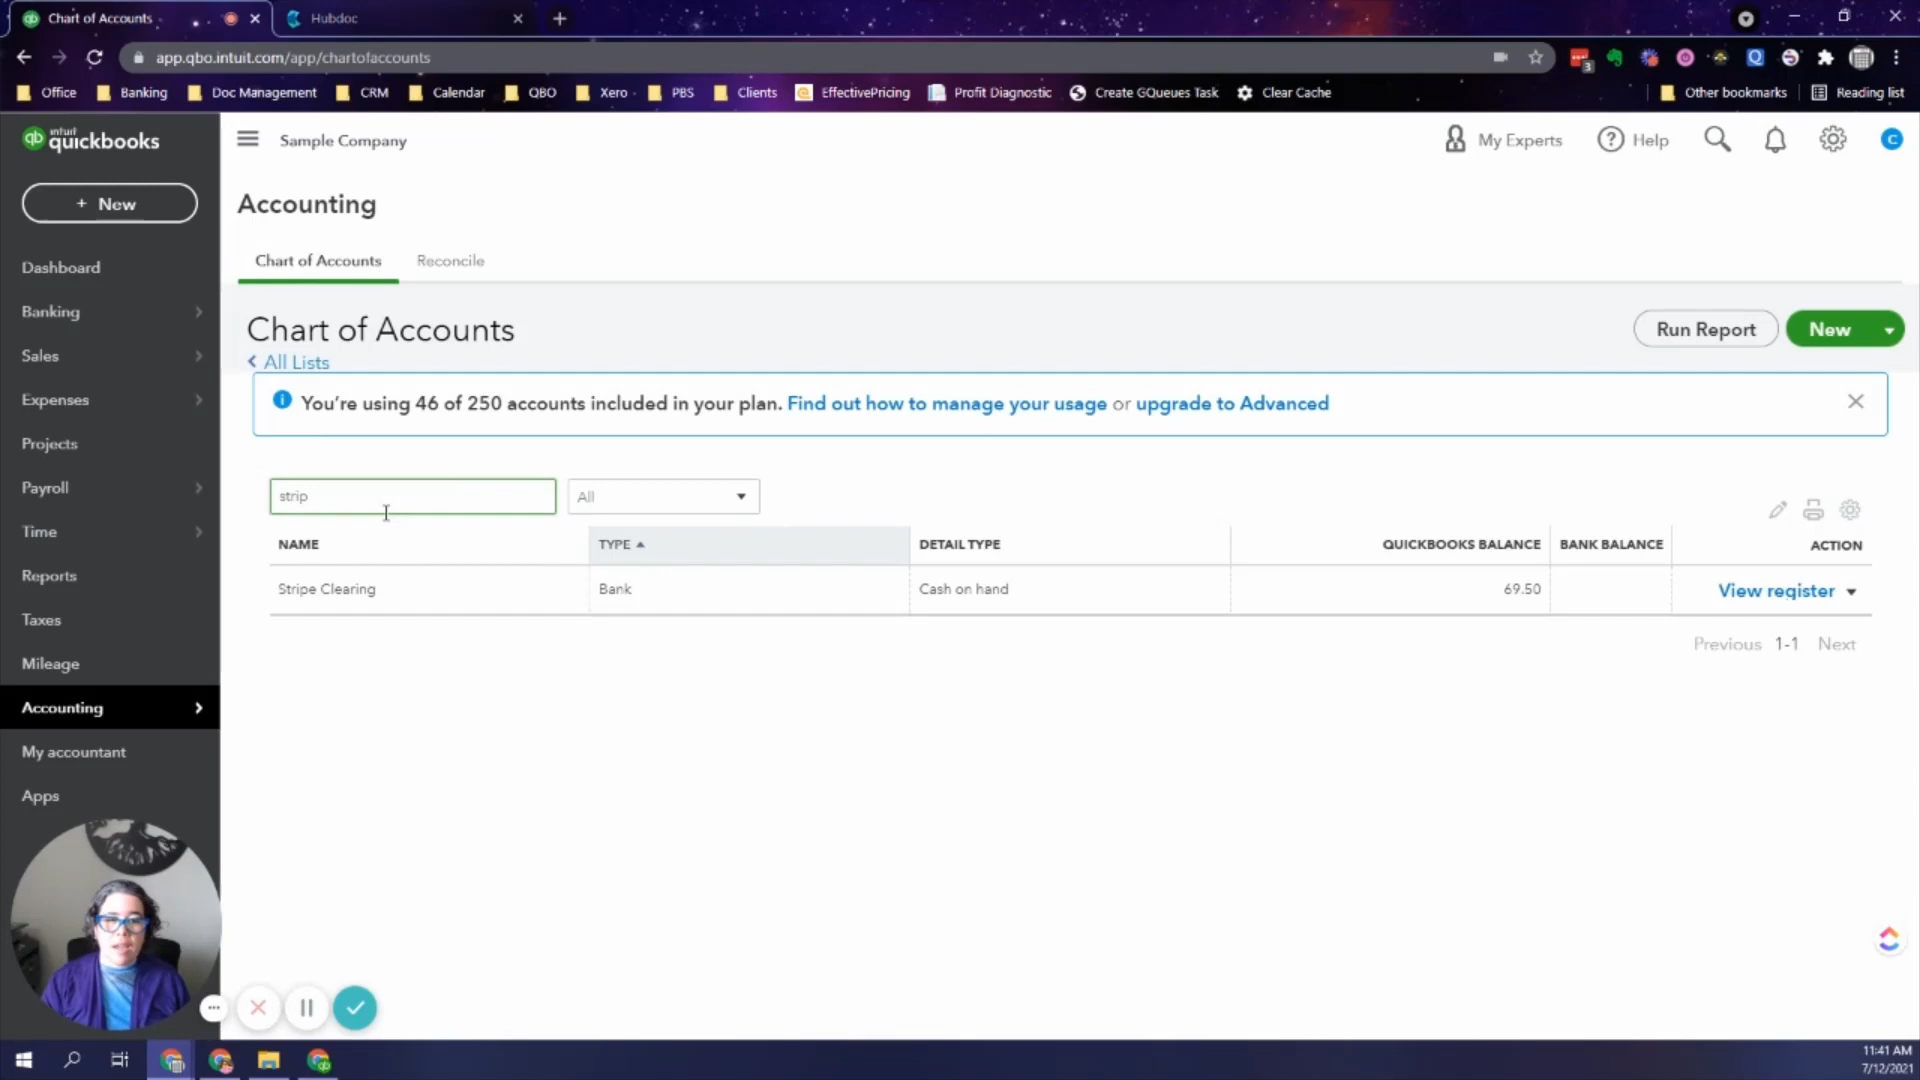 Chart of Accounts
Hubdoc
app.qbo.intuit.com/app/chartofaccounts
3
Office
Banking
Doc Management
CRM
Calendar
QBO
Xero
PBS
Clients
EffectivePricing
Profit Diagnostic
Create GQueues Task
Clear Cache
Other bookmarks
Reading list
qb intuit quickbooks
Sample Company
My Experts
Help
C
+ New
Accounting
Dashboard
Banking
Sales
Expenses
Projects
Payroll
Time
Reports
Taxes
Mileage
Accounting
My accountant
Apps
Chart of Accounts
Reconcile
Chart of Accounts
All Lists
Run Report
New
You're using 46 of 250 accounts included in your plan. Find out how to manage your usage or upgrade to Advanced
strip
All
NAME TYPE DETAIL TYPE QUICKBOOKS BALANCE BANK BALANCE ACTION
Stripe Clearing Bank Cash on hand 69.50 View register
Previous 1-1 Next
11:41 AM
7/12/2021